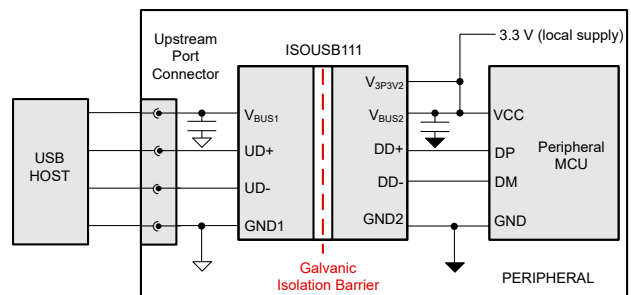 Upstream
Port
Connector
ISOUSB111
3.3 V (local supply)
USB
HOST
VBUS1
UD+
UD-
GND1
V3P3V2
VBUS2
DD+
DD-
GND2
VCC
DP
DM
GND
Peripheral
MCU
Galvanic
Isolation Barrier
PERIPHERAL